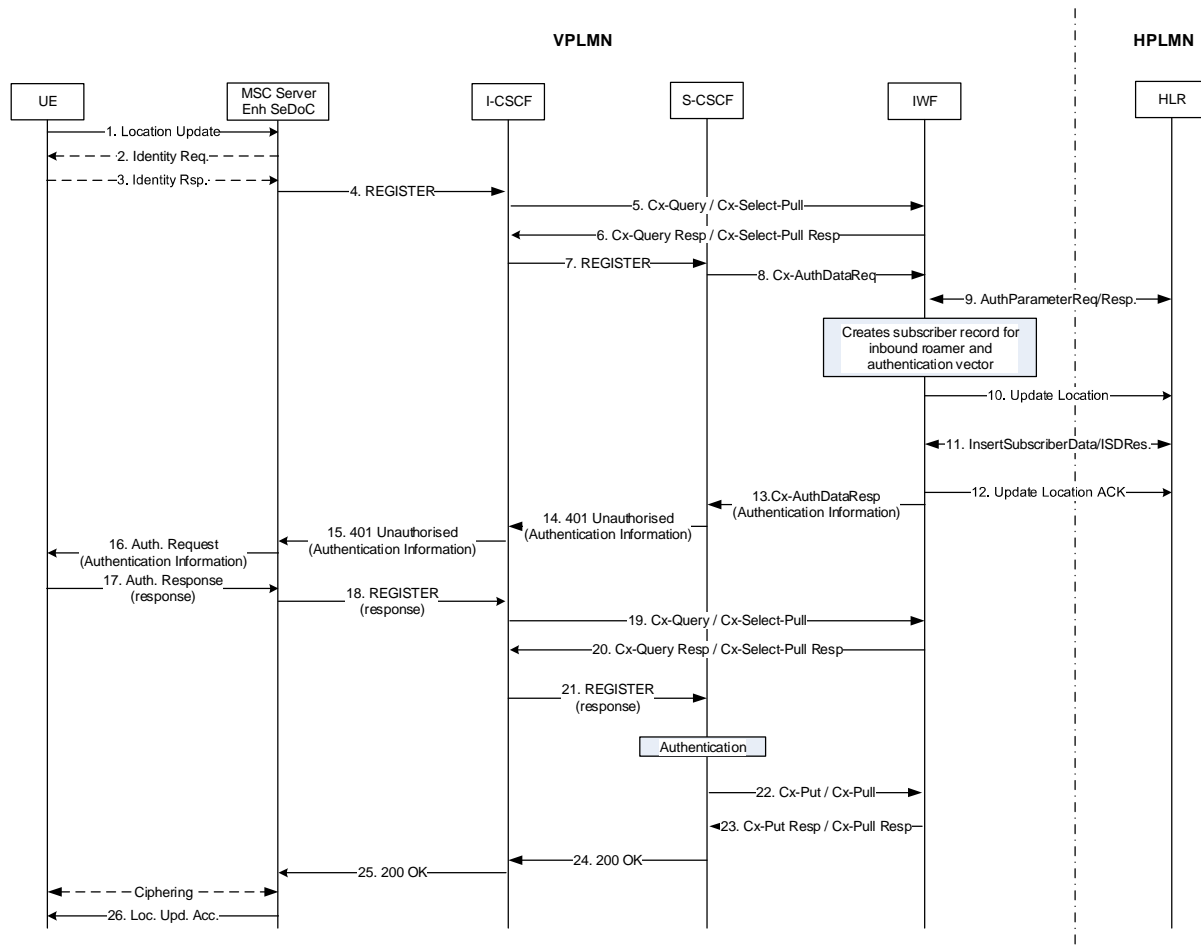 VPLMN
HPLMN
UE
MSC Server
Enh SeDoC
I-CSCF
S-CSCF
IWF
HLR
1. Location Update
2. Identity Req.
3. Identity Rsp.
4. REGISTER
5. Cx-Query / Cx-Select-Pull
6. Cx-Query Resp / Cx-Select-Pull Resp
7. REGISTER
8. Cx-AuthDataReq
9. AuthParameterReq/Resp.
Creates subscriber record for
inbound roamer and
authentication vector
10. Update Location
11. InsertSubscriberData/ISDRes.
12. Update Location ACK
13.Cx-AuthDataResp
(Authentication Information)
14. 401 Unauthorised
(Authentication Information)
15. 401 Unauthorised
(Authentication Information)
16. Auth. Request
(Authentication Information)
17. Auth. Response
(response)
18. REGISTER
(response)
19. Cx-Query / Cx-Select-Pull
20. Cx-Query Resp / Cx-Select-Pull Resp
21. REGISTER
(response)
Authentication
22. Cx-Put / Cx-Pull
23. Cx-Put Resp / Cx-Pull Resp
24. 200 OK
25. 200 OK
Ciphering
26. Loc. Upd. Acc.